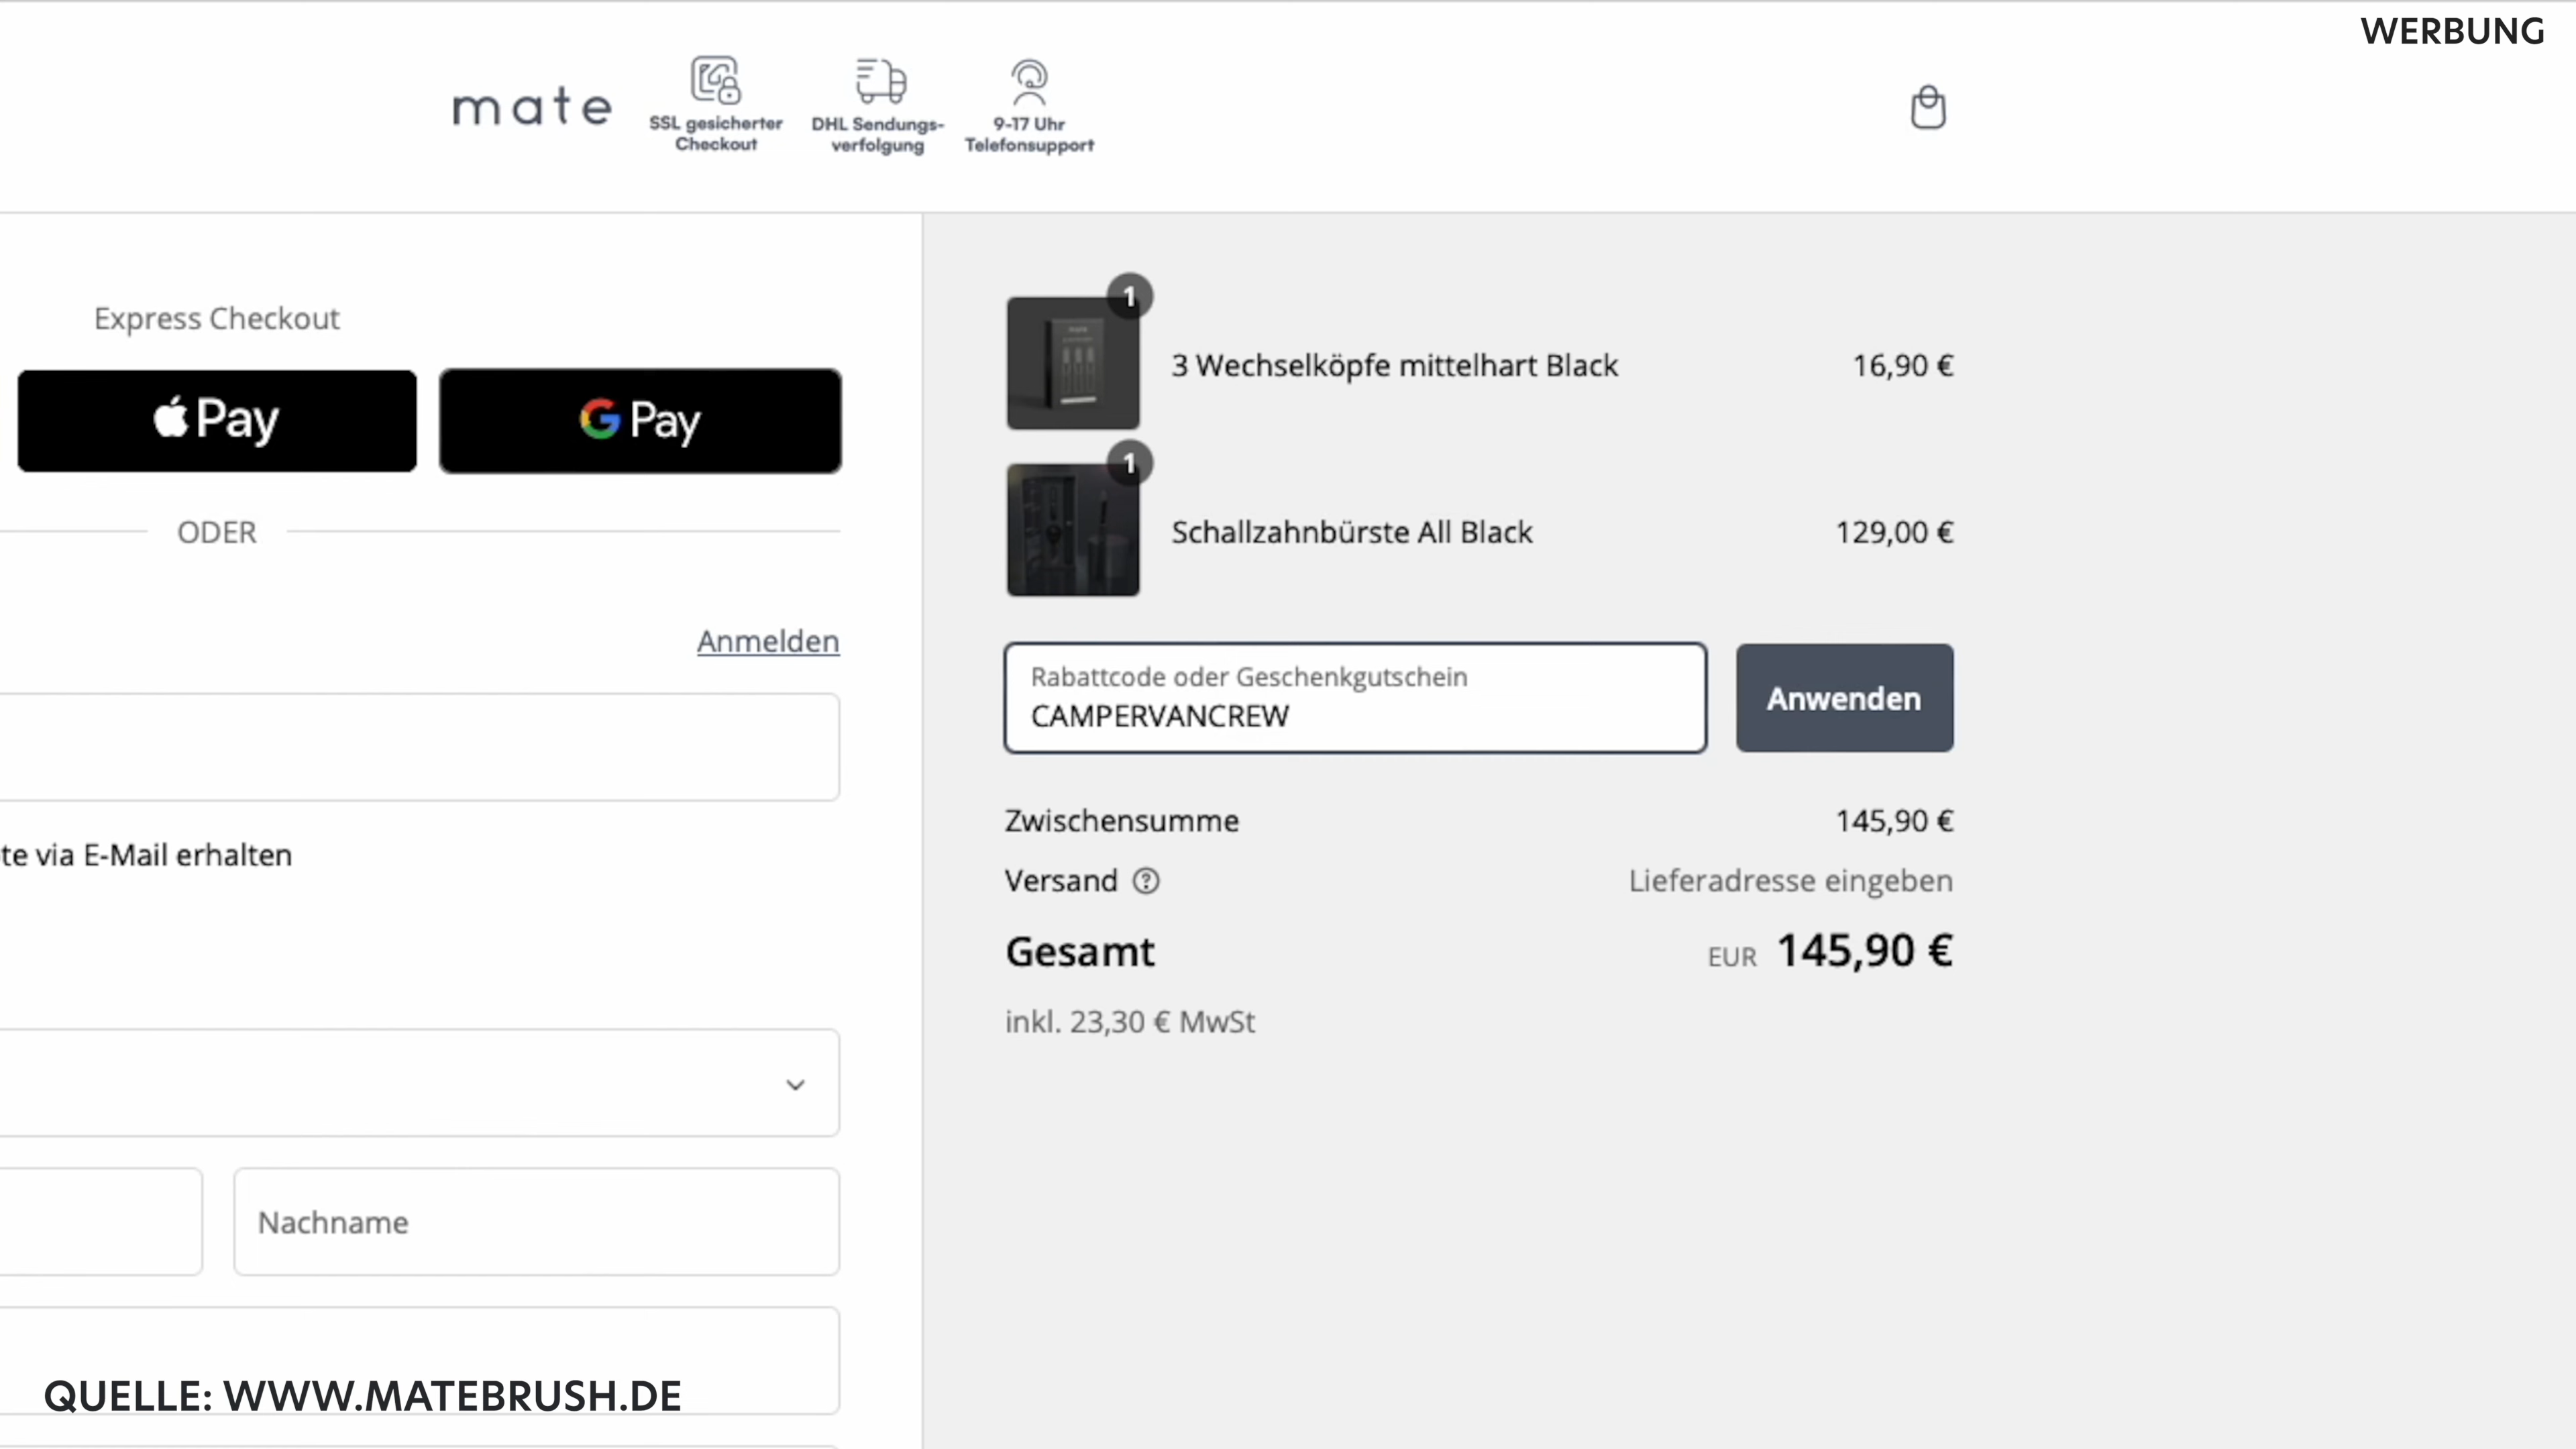 WERBUNG
mate
SSL gesicherter
Checkout
DHL Sendungs-
verfolgung
9-17 Uhr
Telefonsupport
Express Checkout
Pay
G Pay
ODER
Anmelden
te via E-Mail erhalten
Nachname
1
3 Wechselköpfe mittelhart Black
16,90 €
1
Schallzahnbürste All Black
129,00 €
Rabattcode oder Geschenkgutschein
CAMPERVANCREW
Anwenden
Zwischensumme
145,90 €
Versand ?
Lieferadresse eingeben
Gesamt
EUR 145,90 €
inkl. 23,30 € MwSt
QUELLE: WWW.MATEBRUSH.DE